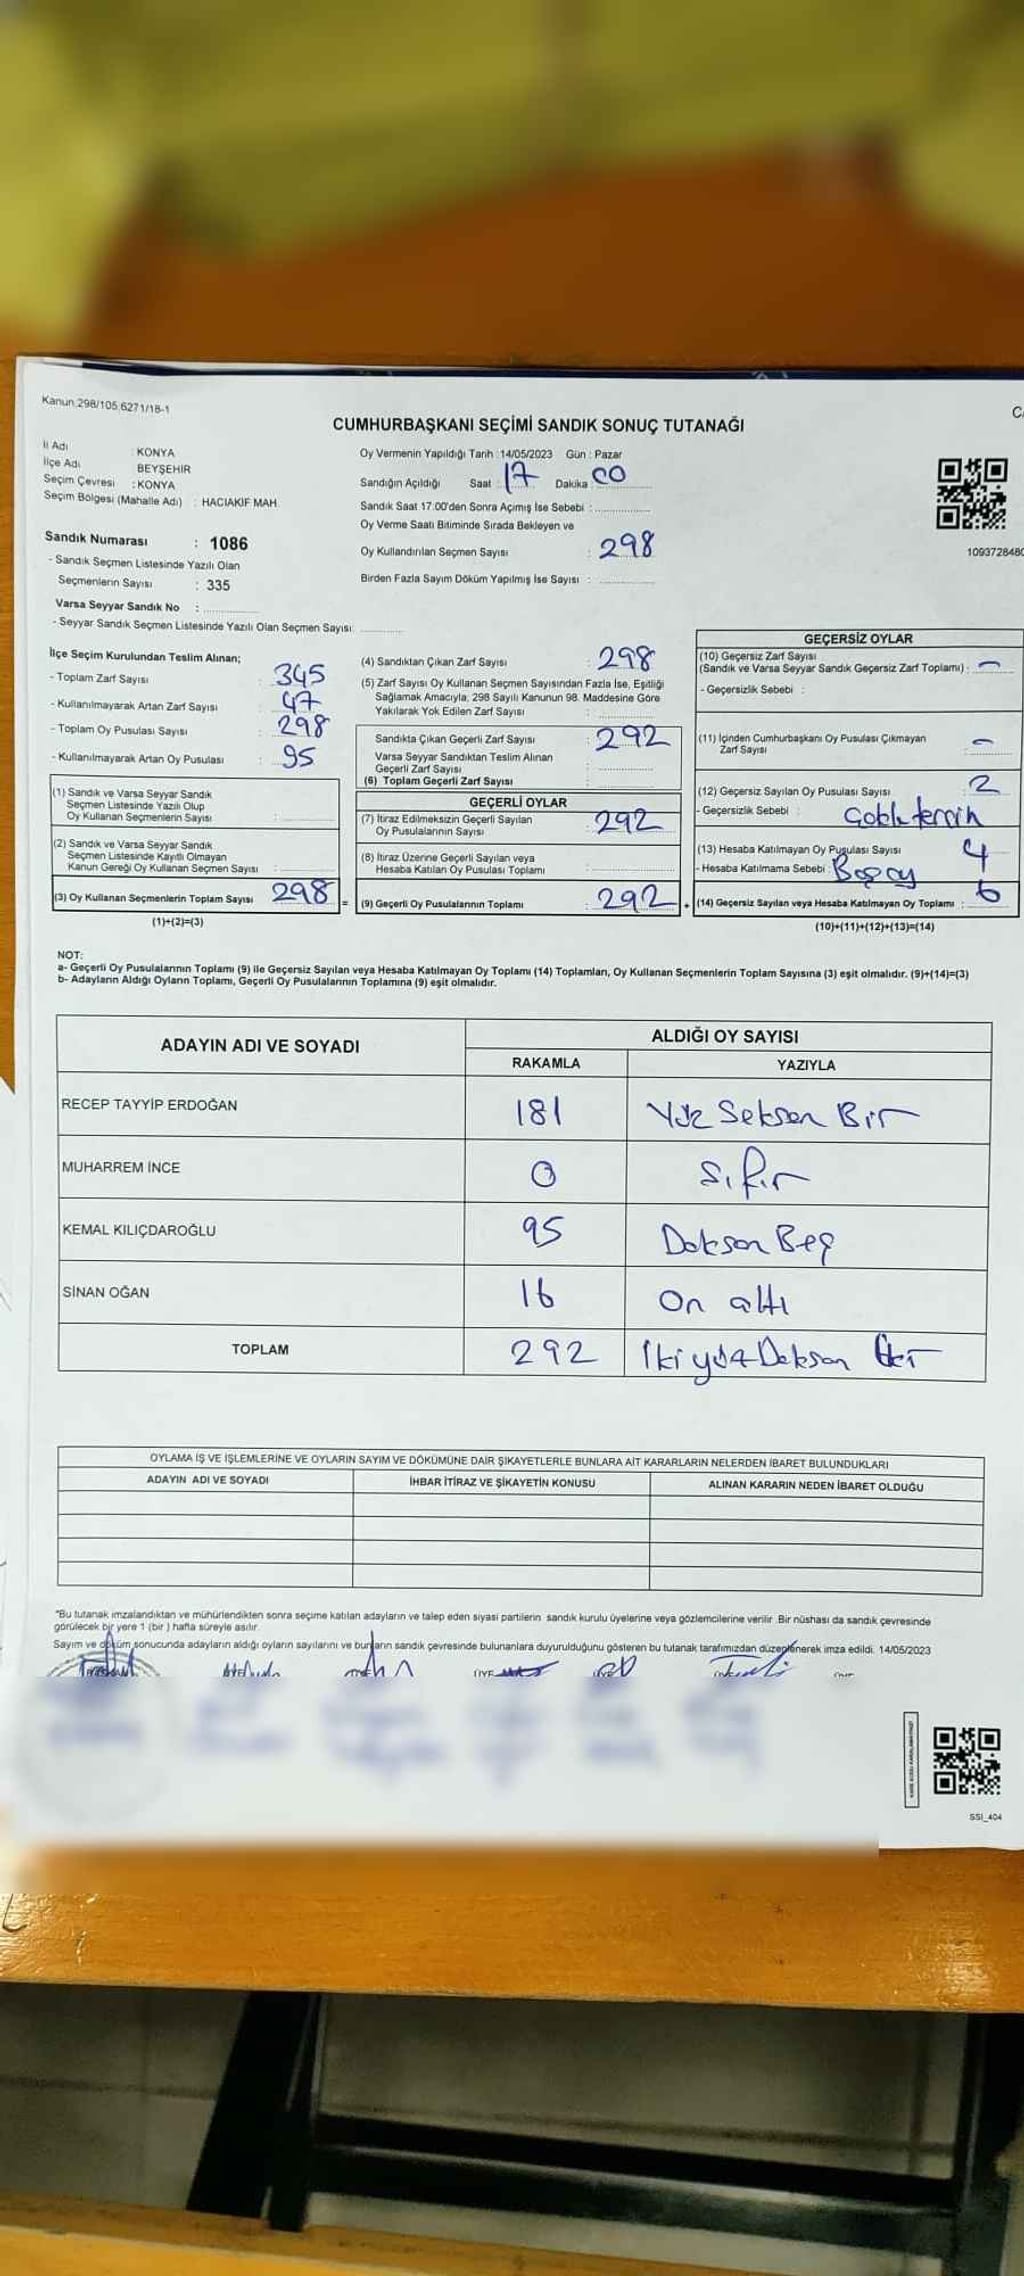 Kanun.298/105,6271/18-1
CUMHURBAŞKANI SEÇİMİ SANDIK SONUÇ TUTANAĞI
İl Adı : KONYA
İlçe Adı BEYŞEHİR
Seçim Çevresi : KONYA
Seçim Bölgesi (Mahalle Adı) : HACIAKİF MAH.
Sandık Numarası : 1086
- Sandık Seçmen Listesinde Yazılı Olan
Seçmenlerin Sayısı : 335
Varsa Seyyar Sandık No :
- Seyyar Sandık Seçmen Listesinde Yazılı Olan Seçmen Sayısı:
Oy Vermenin Yapıldığı Tarih :14/05/2023 Gün : Pazar
Sandığın Açıldığı Saat : 17 Dakika : 00
Sandık Saat 17:00'den Sonra Açımış İse Sebebi :
Oy Verme Saati Bitiminde Sırada Bekleyen ve
Oy Kullandırılan Seçmen Sayısı : 298
Birden Fazla Sayım Döküm Yapılmış İse Sayısı :
1093728480
İlçe Seçim Kurulundan Teslim Alınan;
- Toplam Zarf Sayısı : 345
- Kullanılmayarak Artan Zarf Sayısı : 47
- Toplam Oy Pusulası Sayısı : 298
- Kullanılmayarak Artan Oy Pusulası : 95
(1) Sandık ve Varsa Seyyar Sandık
Seçmen Listesinde Yazılı Olup
Oy Kullanan Seçmenlerin Sayısı :
(2) Sandık ve Varsa Seyyar Sandık
Seçmen Listesinde Kayıtlı Olmayan
Kanun Gereği Oy Kullanan Seçmen Sayısı :
(3) Oy Kullanan Seçmenlerin Toplam Sayısı 298 =
(1)+(2)=(3)
(4) Sandıktan Çıkan Zarf Sayısı : 298
(5) Zarf Sayısı Oy Kullanan Seçmen Sayısından Fazla İse, Eşitliği
Sağlamak Amacıyla, 298 Sayılı Kanunun 98. Maddesine Göre
Yakılarak Yok Edilen Zarf Sayısı :
Sandıkta Çıkan Geçerli Zarf Sayısı : 292
Varsa Seyyar Sandıktan Teslim Alınan
Geçerli Zarf Sayısı :
(6) Toplam Geçerli Zarf Sayısı :
GEÇERLİ OYLAR
(7) İtiraz Edilmeksizin Geçerli Sayılan
Oy Pusulalarının Sayısı : 292
(8) İtiraz Üzerine Geçerli Sayılan veya
Hesaba Katılan Oy Pusulası Toplamı :
(9) Geçerli Oy Pusulalarının Toplamı : 292 +
GEÇERSİZ OYLAR
(10) Geçersiz Zarf Sayısı
(Sandık ve Varsa Seyyar Sandık Geçersiz Zarf Toplamı) : -
- Geçersizlik Sebebi :
(11) İçinden Cumhurbaşkanı Oy Pusulası Çıkmayan
Zarf Sayısı : -
(12) Geçersiz Sayılan Oy Pusulası Sayısı : 2
- Geçersizlik Sebebi :
(13) Hesaba Katılmayan Oy Pusulası Sayısı : 4
- Hesaba Katılmama Sebebi Boş oy
(14) Geçersiz Sayılan veya Hesaba Katılmayan Oy Toplamı : 6
(10)+(11)+(12)+(13)=(14)
NOT:
a- Geçerli Oy Pusulalarının Toplamı (9) ile Geçersiz Sayılan veya Hesaba Katılmayan Oy Toplamı (14) Toplamları, Oy Kullanan Seçmenlerin Toplam Sayısına (3) eşit olmalıdır. (9)+(14)=(3)
b- Adayların Aldığı Oyların Toplamı, Geçerli Oy Pusulalarının Toplamına (9) eşit olmalıdır.
ADAYIN ADI VE SOYADI ALDIĞI OY SAYISI
RAKAMLA YAZIYLA
RECEP TAYYİP ERDOĞAN 181 Yüz Seksen Bir
MUHARREM İNCE 0 Sıfır
KEMAL KILIÇDAROĞLU 95 Doksan Beş
SİNAN OĞAN 16 On altı
TOPLAM 292 İki yüz Doksan İki
OYLAMA İŞ VE İŞLEMLERİNE VE OYLARIN SAYIM VE DÖKÜMÜNE DAİR ŞİKAYETLERLE BUNLARA AİT KARARLARIN NELERDEN İBARET BULUNDUKLARI
ADAYIN ADI VE SOYADI İHBAR İTİRAZ VE ŞİKAYETİN KONUSU ALINAN KARARIN NEDEN İBARET OLDUĞU
*Bu tutanak imzalandıktan ve mühürlendikten sonra seçime katılan adayların ve talep eden siyasi partilerin sandık kurulu üyelerine veya gözlemcilerine verilir .Bir nüshası da sandık çevresinde
görülecek bir yere 1 (bir ) hafta süreyle asılır.
Sayım ve döküm sonucunda adayların aldığı oyların sayılarını ve bunların sandık çevresinde bulunanlara duyurulduğunu gösteren bu tutanak tarafımızdan düzenlenerek imza edildi. 14/05/2023
SSI_404